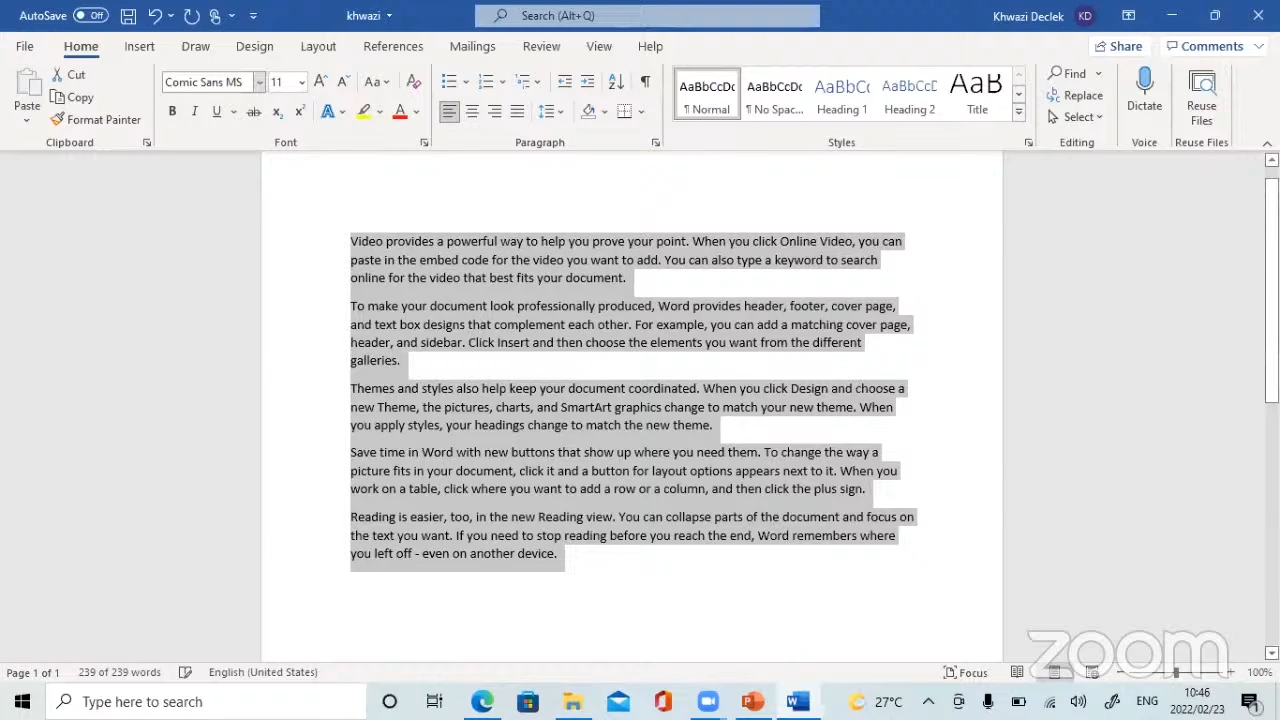 AutoSave Off khwazi Search (Alt+Q) Khwazi Declek KD
File Home Insert Draw Design Layout References Mailings Review View Help Share Comments
Paste Cut Copy Format Painter
Clipboard
Comic Sans MS 11 Aa
B I U ab x₂ x² A A
Font
Paragraph
AaBbCcDc ¶ Normal
AaBbCcDc ¶ No Spac...
AaBbCc Heading 1
AaBbCcD Heading 2
AaB Title
Styles
Find
Replace
Select
Editing
Dictate
Voice
Reuse Files
Reuse Files
Video provides a powerful way to help you prove your point. When you click Online Video, you can
paste in the embed code for the video you want to add. You can also type a keyword to search
online for the video that best fits your document.
To make your document look professionally produced, Word provides header, footer, cover page,
and text box designs that complement each other. For example, you can add a matching cover page,
header, and sidebar. Click Insert and then choose the elements you want from the different
galleries.
Themes and styles also help keep your document coordinated. When you click Design and choose a
new Theme, the pictures, charts, and SmartArt graphics change to match your new theme. When
you apply styles, your headings change to match the new theme.
Save time in Word with new buttons that show up where you need them. To change the way a
picture fits in your document, click it and a button for layout options appears next to it. When you
work on a table, click where you want to add a row or a column, and then click the plus sign.
Reading is easier, too, in the new Reading view. You can collapse parts of the document and focus on
the text you want. If you need to stop reading before you reach the end, Word remembers where
you left off - even on another device.
zoom
Page 1 of 1 239 of 239 words English (United States) Focus 100%
Type here to search 27°C ENG 10:46
2022/02/23